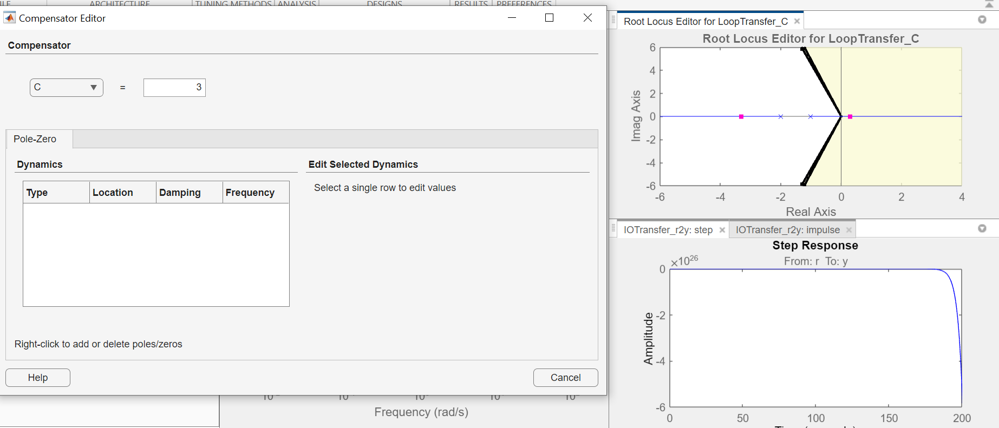 ILE ARCHITECTURE TUNING METHODS ANALYSIS DESIGNS RESULTS PREFERENCES
Compensator Editor
Compensator
C = 3
Pole-Zero
Dynamics
Type Location Damping Frequency
Edit Selected Dynamics
Select a single row to edit values
Right-click to add or delete poles/zeros
Help Cancel
Frequency (rad/s)
Root Locus Editor for LoopTransfer_C
Root Locus Editor for LoopTransfer_C
6
4
2
0
-2
-4
-6
Imag Axis
-6 -4 -2 0 2 4
Real Axis
IOTransfer_r2y: step IOTransfer_r2y: impulse
Step Response
From: r To: y
×10^26
0
-2
-4
-6
Amplitude
0 50 100 150 200